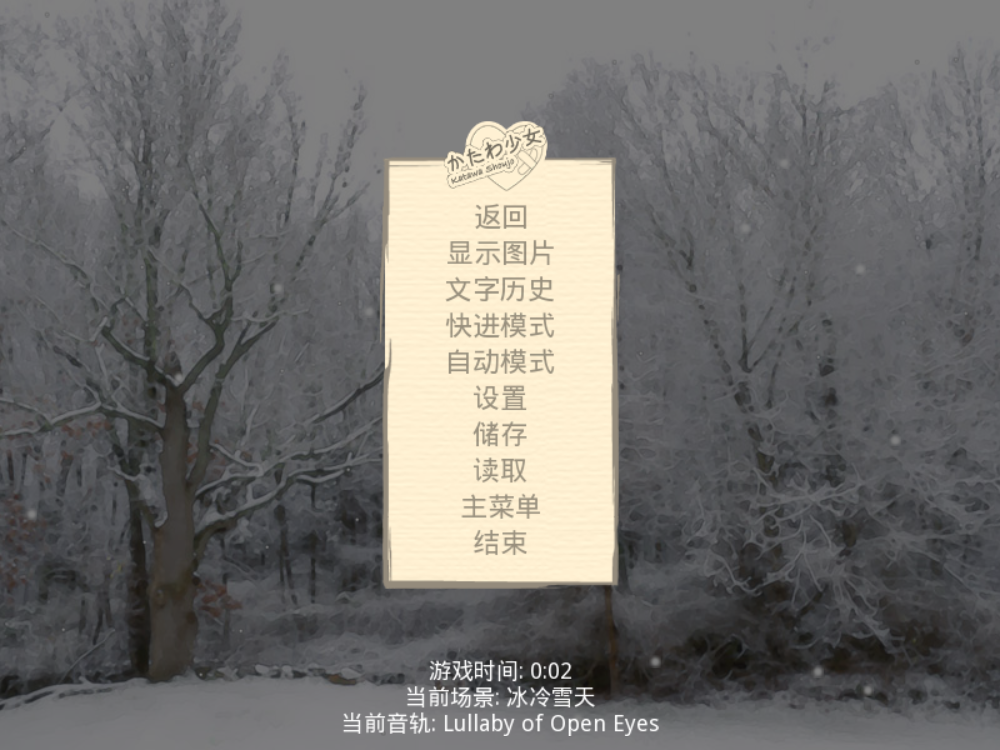 かたわ少女
Katawa Shoujo
返回
显示图片
文字历史
快进模式
自动模式
设置
储存
读取
主菜单
结束
游戏时间: 0:02
当前场景: 冰冷雪天
当前音轨: Lullaby of Open Eyes